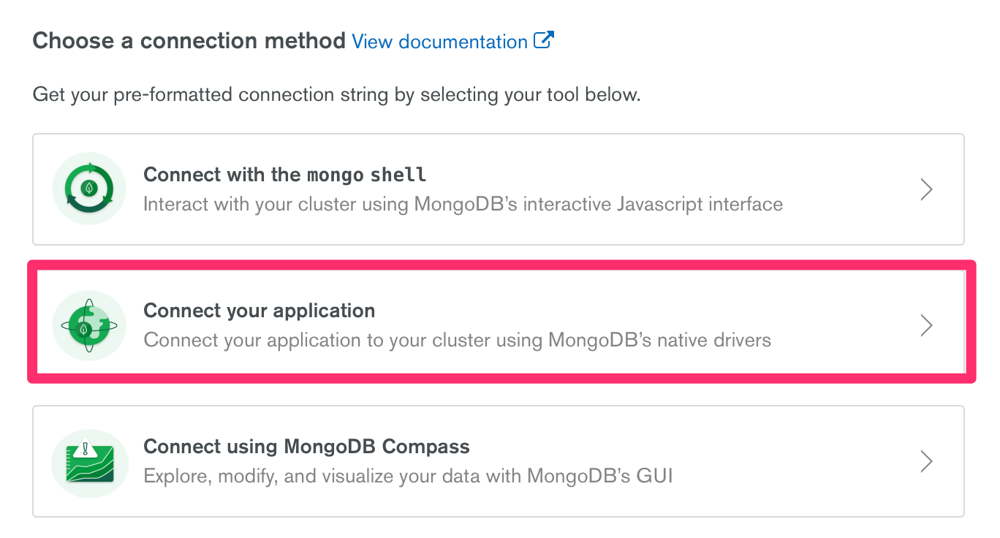 Choose a connection method View documentation
Get your pre-formatted connection string by selecting your tool below.
Connect with the mongo shell
Interact with your cluster using MongoDB’s interactive Javascript interface
Connect your application
Connect your application to your cluster using MongoDB’s native drivers
Connect using MongoDB Compass
Explore, modify, and visualize your data with MongoDB’s GUI